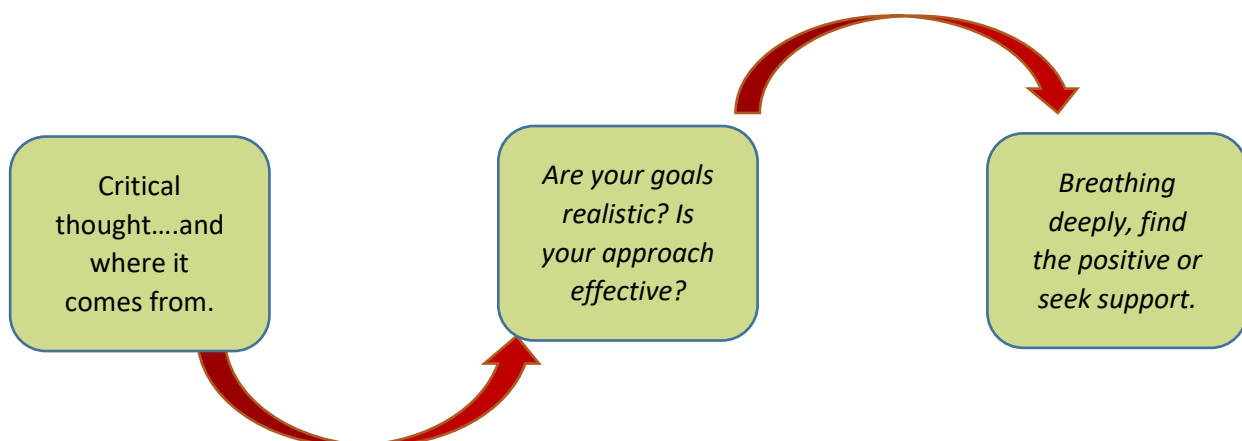 Critical
thought….and
where it
comes from.
Are your goals
realistic? Is
your approach
effective?
Breathing
deeply, find
the positive or
seek support.